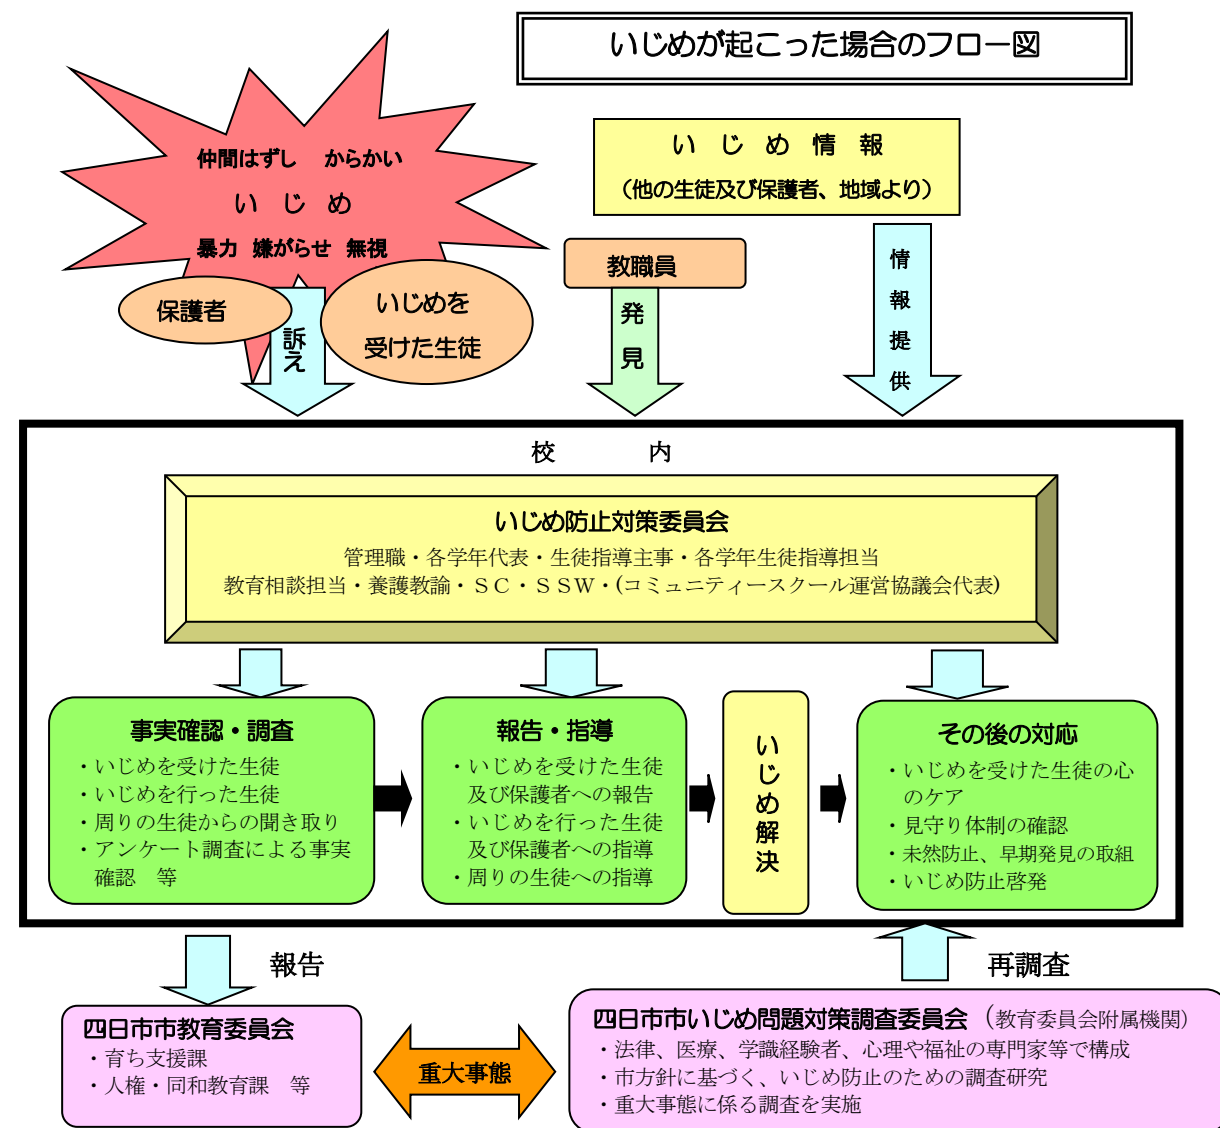 いじめが起こった場合のフロー図
仲間はずし からかい
い じ め
暴力 嫌がらせ 無視
保護者
訴え
いじめを
受けた生徒
い じ め 情 報
（他の生徒及び保護者、地域より）
教職員
発見
情報提供
校 内
いじめ防止対策委員会
管理職・各学年代表・生徒指導主事・各学年生徒指導担当
教育相談担当・養護教諭・ＳＣ・ＳＳＷ・(コミュニティースクール運営協議会代表)
事実確認・調査
・いじめを受けた生徒
・いじめを行った生徒
・周りの生徒からの聞き取り
・アンケート調査による事実
確認 等
報告・指導
・いじめを受けた生徒
及び保護者への報告
・いじめを行った生徒
及び保護者への指導
・周りの生徒への指導
いじめ解決
その後の対応
・いじめを受けた生徒の心
のケア
・見守り体制の確認
・未然防止、早期発見の取組
・いじめ防止啓発
報告
再調査
四日市市教育委員会
・育ち支援課
・人権・同和教育課 等
重大事態
四日市市いじめ問題対策調査委員会（教育委員会附属機関）
・法律、医療、学識経験者、心理や福祉の専門家等で構成
・市方針に基づく、いじめ防止のための調査研究
・重大事態に係る調査を実施